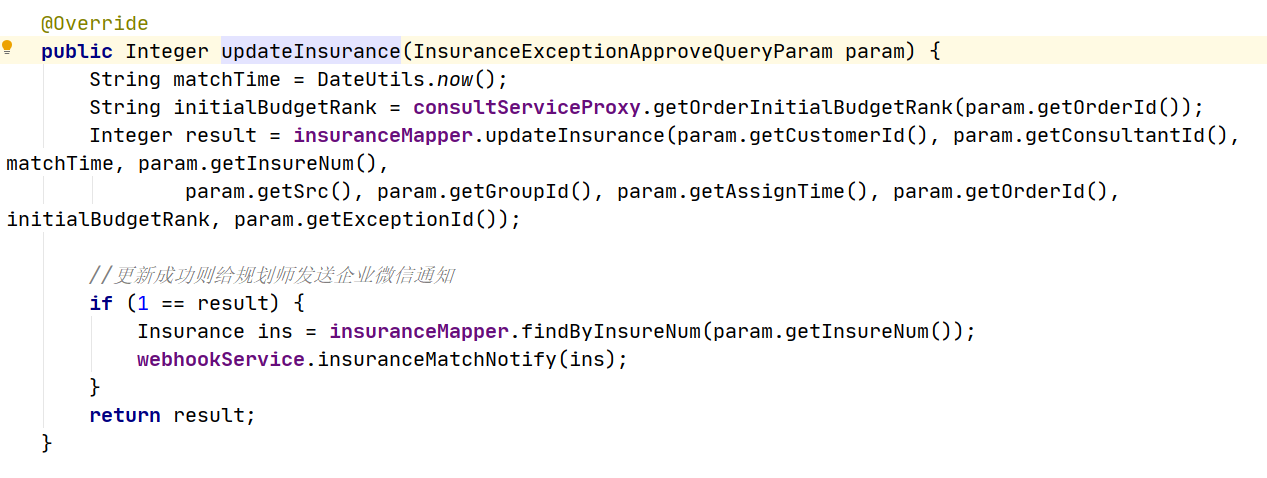 @Override
public Integer updateInsurance(InsuranceExceptionApproveQueryParam param) {
String matchTime = DateUtils.now();
String initialBudgetRank = consultServiceProxy.getOrderInitialBudgetRank(param.getOrderId());
Integer result = insuranceMapper.updateInsurance(param.getCustomerId(), param.getConsultantId(),
matchTime, param.getInsureNum(),
param.getSrc(), param.getGroupId(), param.getAssignTime(), param.getOrderId(),
initialBudgetRank, param.getExceptionId());
//更新成功则给规划师发送企业微信通知
if (1 == result) {
Insurance ins = insuranceMapper.findByInsureNum(param.getInsureNum());
webhookService.insuranceMatchNotify(ins);
}
return result;
}